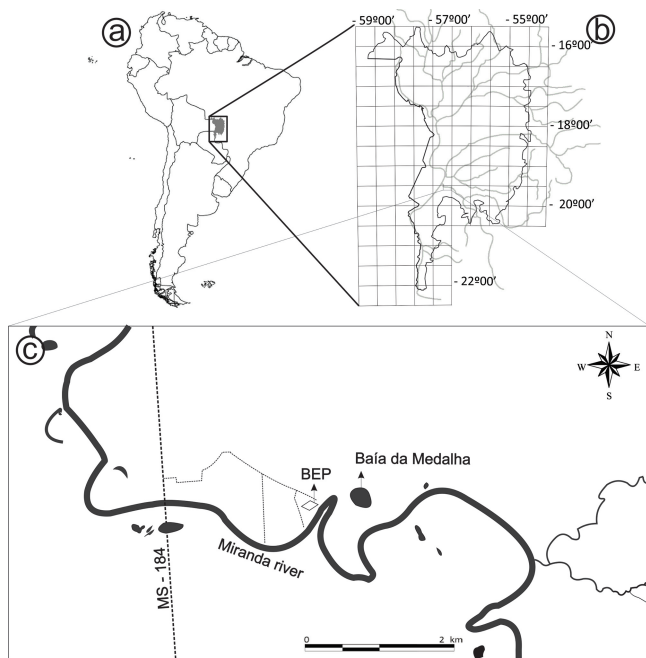 a
b
- 59º00' - 57º00' - 55º00'
- 16º00'
- 18º00'
- 20º00'
- 22º00'
c
N
W E
S
BEP
Baía da Medalha
Miranda river
MS - 184
0 2 km